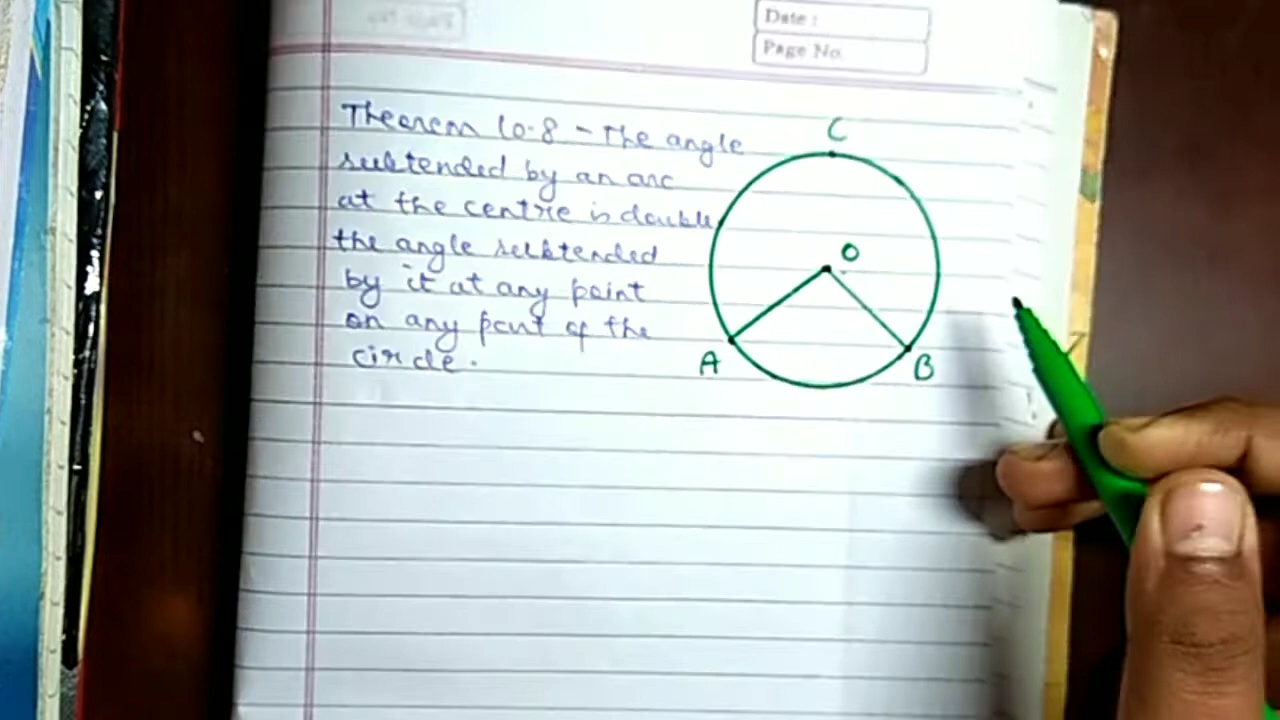 Date :
Page No.
Theorem 10.8 - The angle
subtended by an arc
at the centre is double
the angle subtended
by it at any point
on any part of the
circle.
C
O
A
B